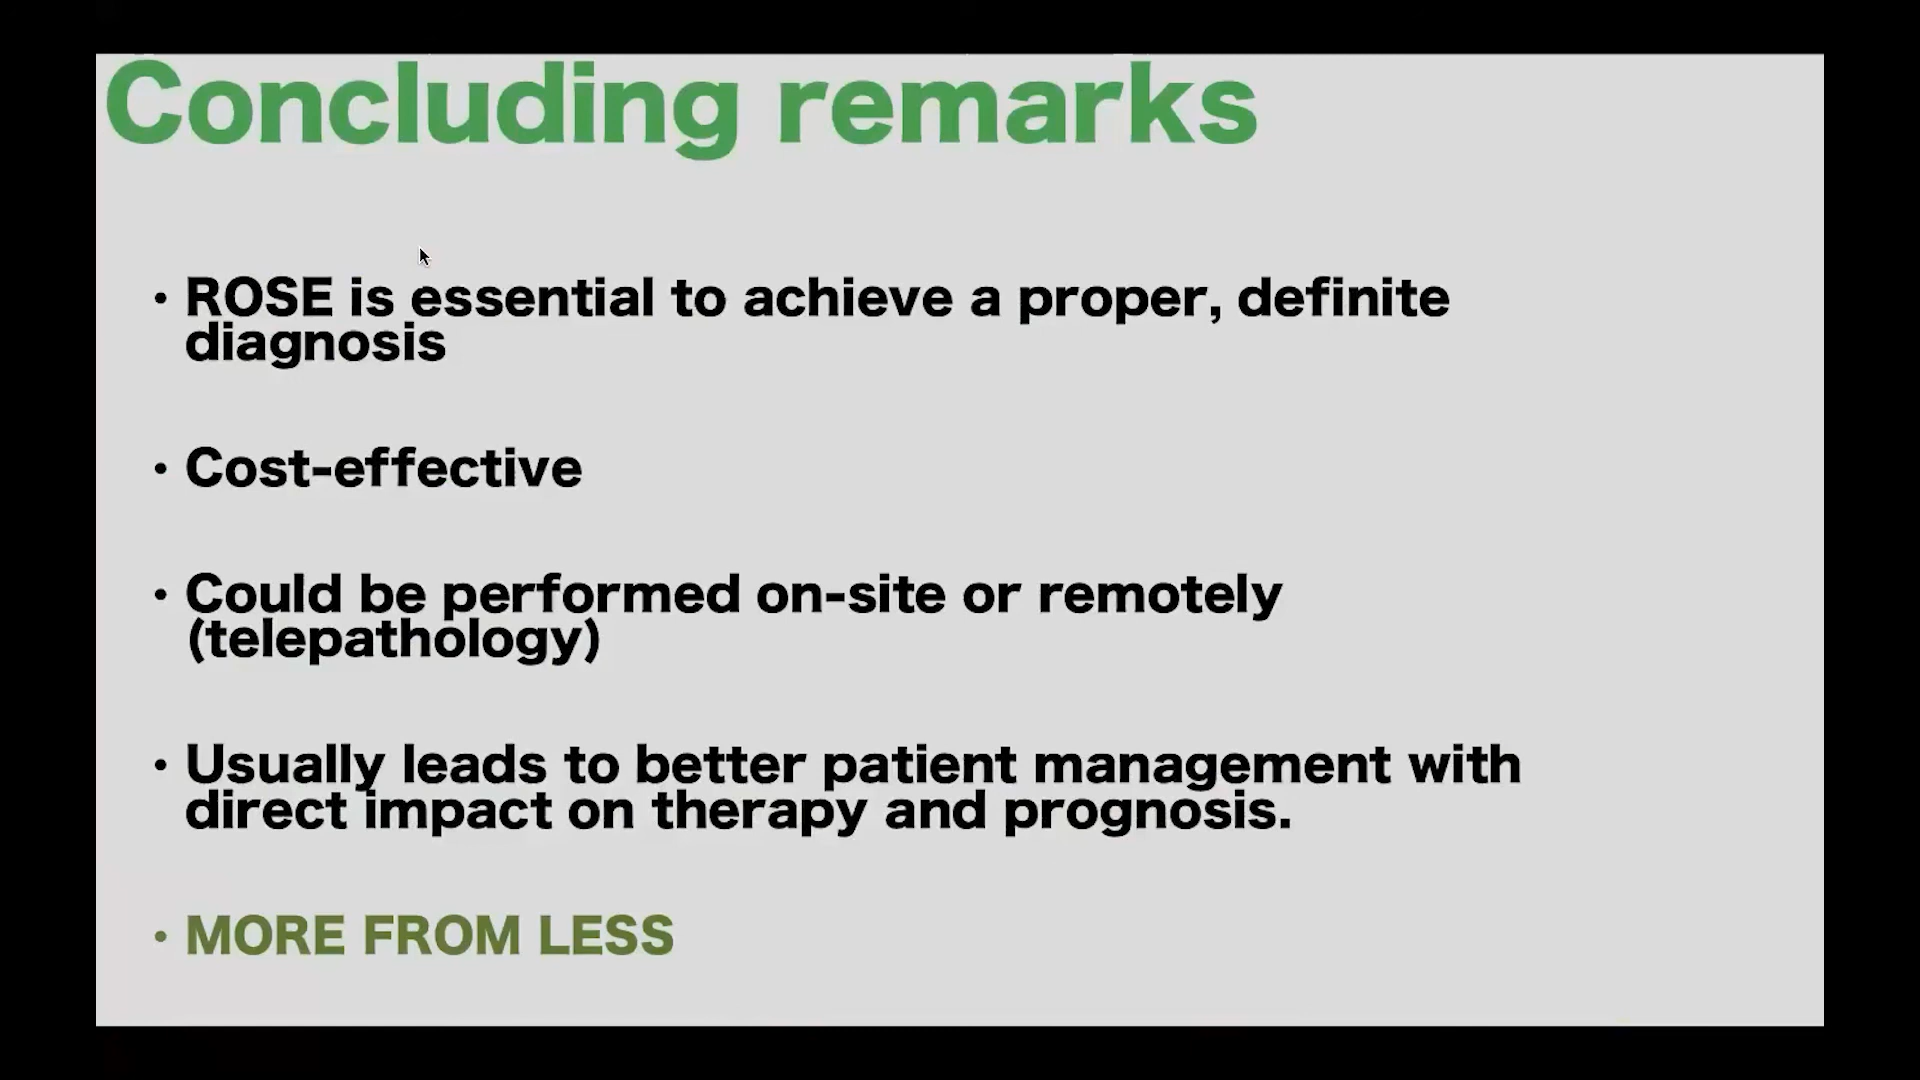 Concluding remarks
• ROSE is essential to achieve a proper, definite
diagnosis
• Cost-effective
• Could be performed on-site or remotely
(telepathology)
• Usually leads to better patient management with
direct impact on therapy and prognosis.
• MORE FROM LESS